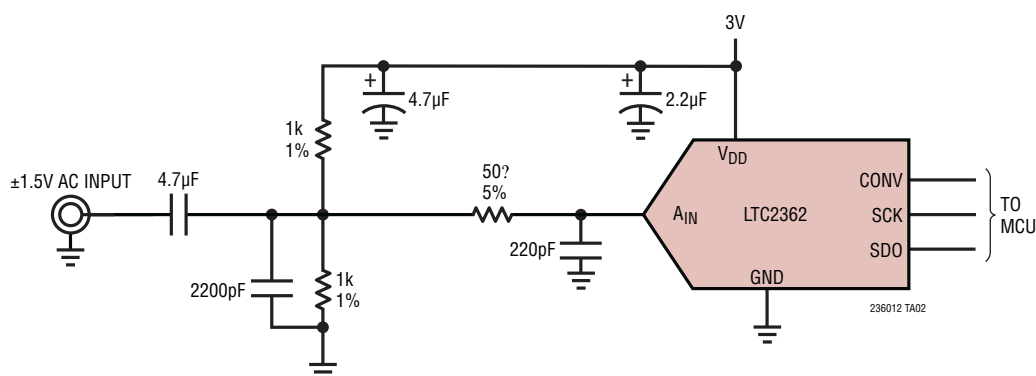 3V
+
4.7µF
+
2.2µF
1k
1%
VDD
50?
5%
±1.5V AC INPUT
4.7µF
CONV
AIN
LTC2362
SCK
TO
MCU
220pF
SDO
2200pF
1k
1%
GND
236012 TA02